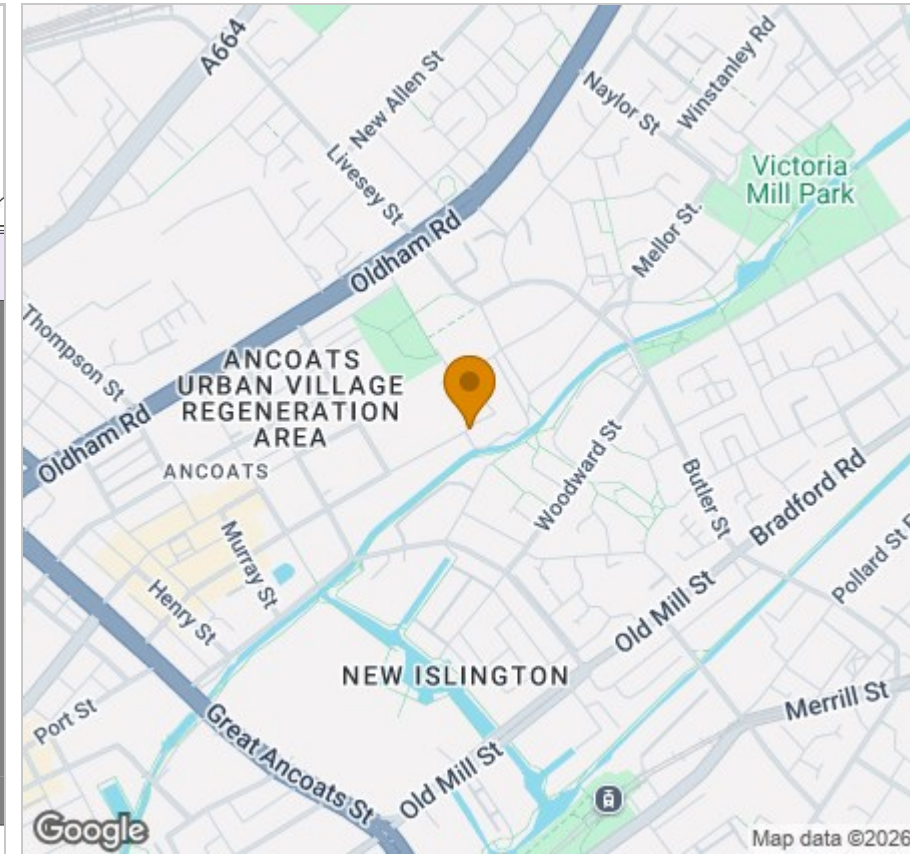 A664
New Allen St
Naylor St
Winstanley Rd
Livesey St
Victoria
Mill Park
Mellor St.
Oldham Rd
Thompson St
ANCOATS
URBAN VILLAGE
REGENERATION
AREA
Oldham Rd
ANCOATS
Woodward St
Butler St
Bradford Rd
Murray St
Henry St
Pollard St
Old Mill St
NEW ISLINGTON
Merrill St
Port St
Great Ancoats St
Old Mill St
Google
Map data ©2026